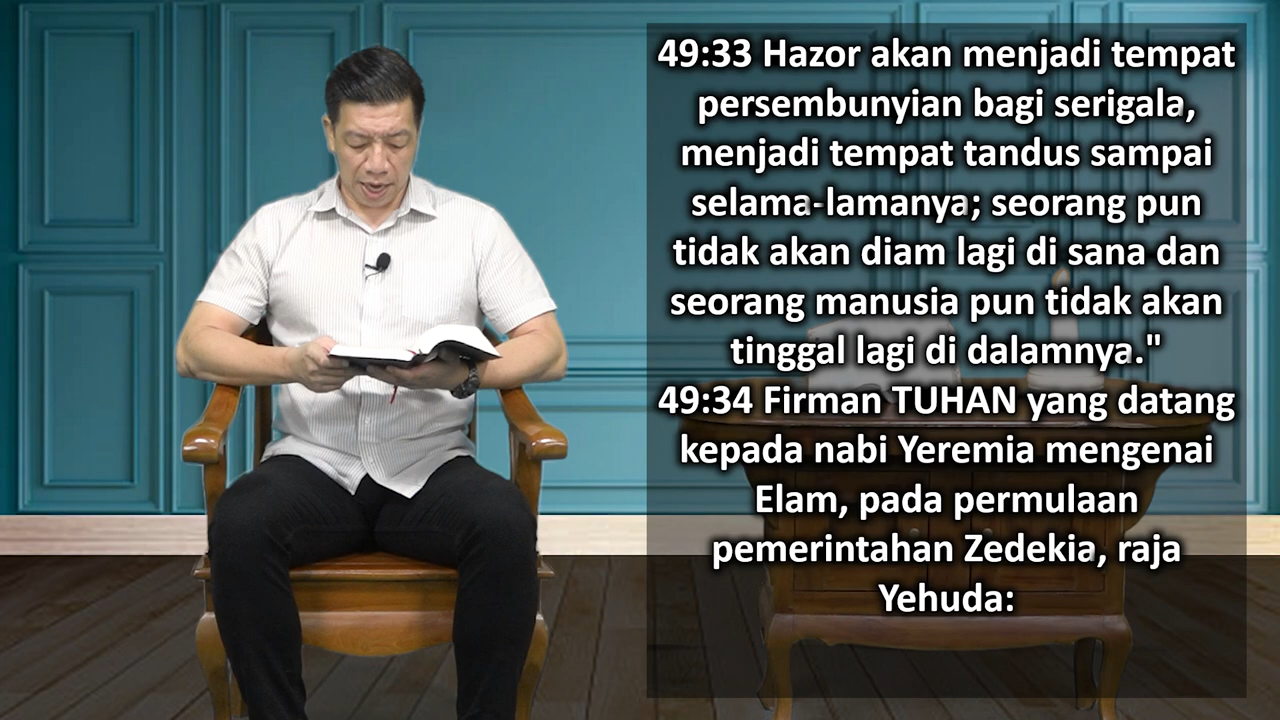 49:33 Hazor akan menjadi tempat
persembunyian bagi serigala,
menjadi tempat tandus sampai
selama-lamanya; seorang pun
tidak akan diam lagi di sana dan
seorang manusia pun tidak akan
tinggal lagi di dalamnya."
49:34 Firman TUHAN yang datang
kepada nabi Yeremia mengenai
Elam, pada permulaan
pemerintahan Zedekia, raja
Yehuda: